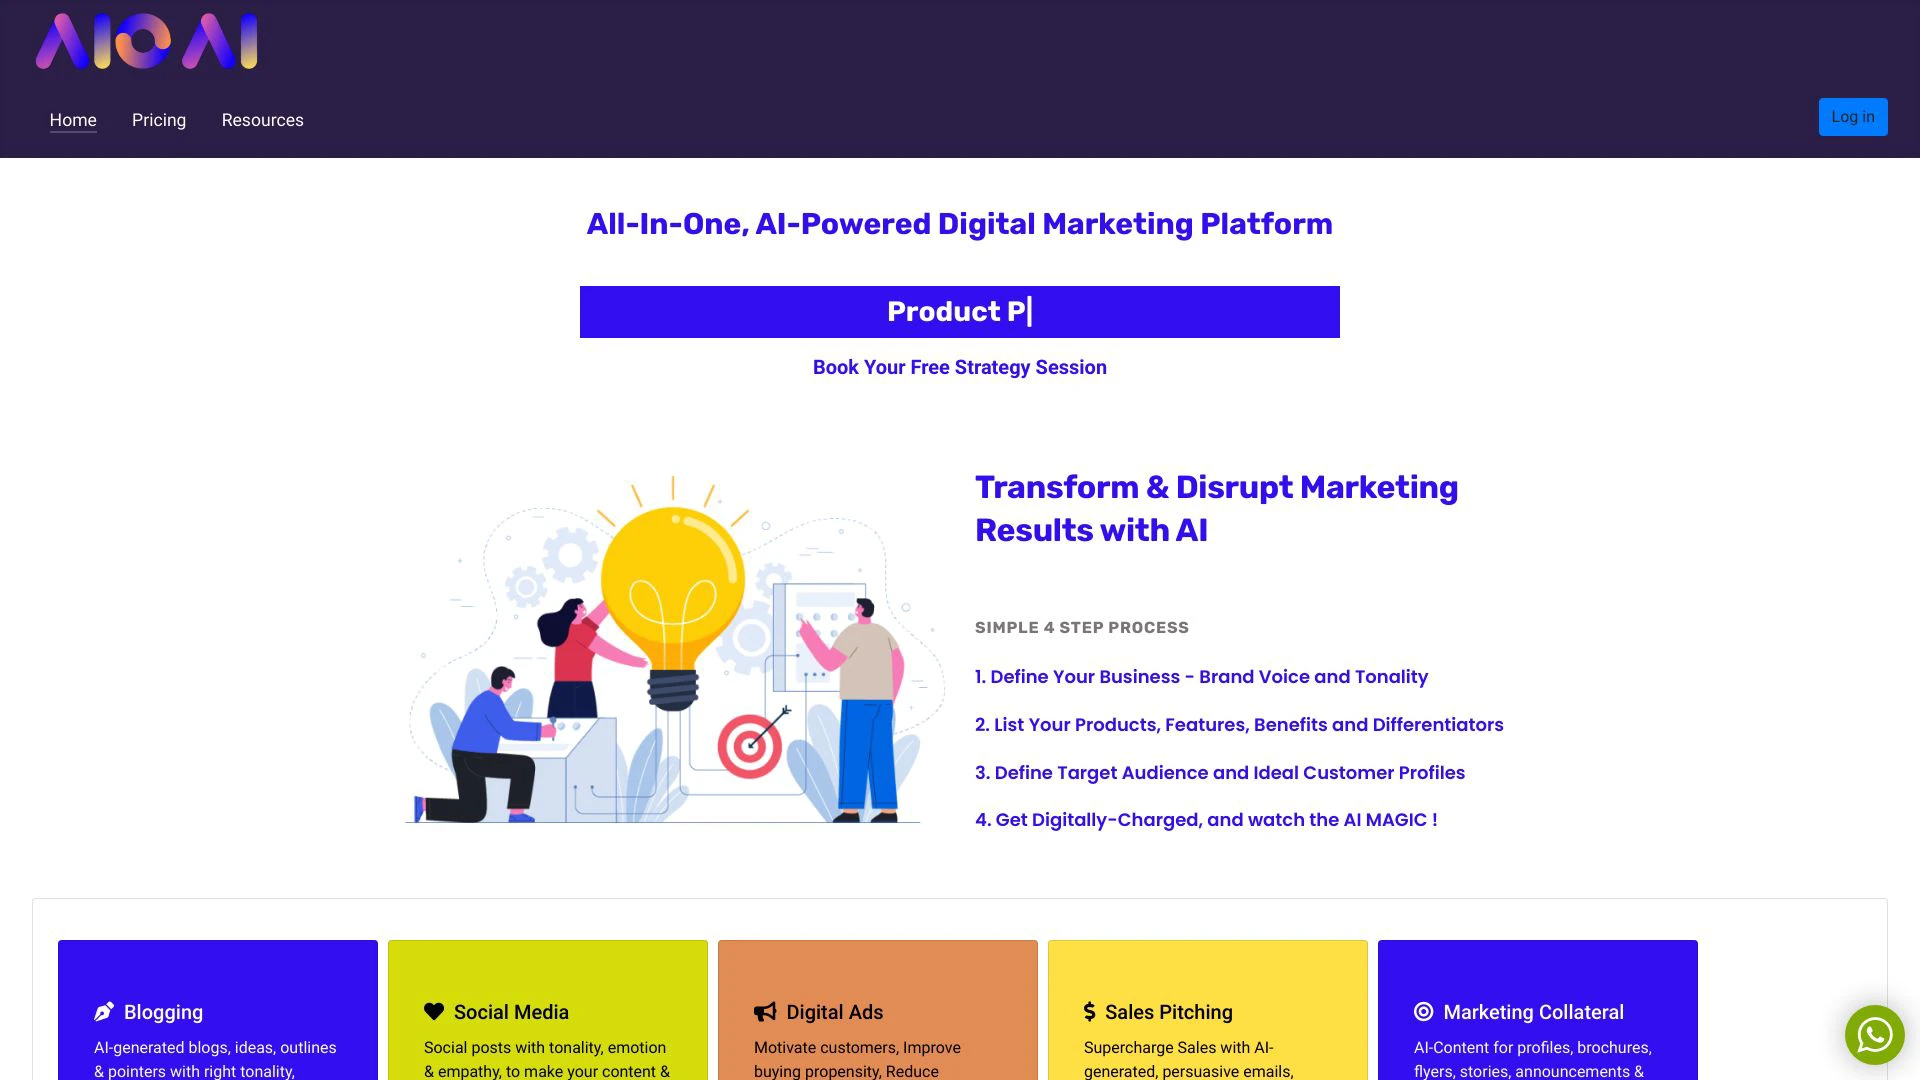 AIO AI
Home
Pricing
Resources
Log in
All-In-One, AI-Powered Digital Marketing Platform
Product P|
Book Your Free Strategy Session
Transform & Disrupt Marketing
Results with AI
SIMPLE 4 STEP PROCESS
1. Define Your Business - Brand Voice and Tonality
2. List Your Products, Features, Benefits and Differentiators
3. Define Target Audience and Ideal Customer Profiles
4. Get Digitally-Charged, and watch the AI MAGIC !
Blogging
AI-generated blogs, ideas, outlines
& pointers with right tonality,
Social Media
Social posts with tonality, emotion
& empathy, to make your content &
Digital Ads
Motivate customers, Improve
buying propensity, Reduce
Sales Pitching
Supercharge Sales with AI-
generated, persuasive emails,
Marketing Collateral
AI-Content for profiles, brochures,
flyers, stories, announcements &